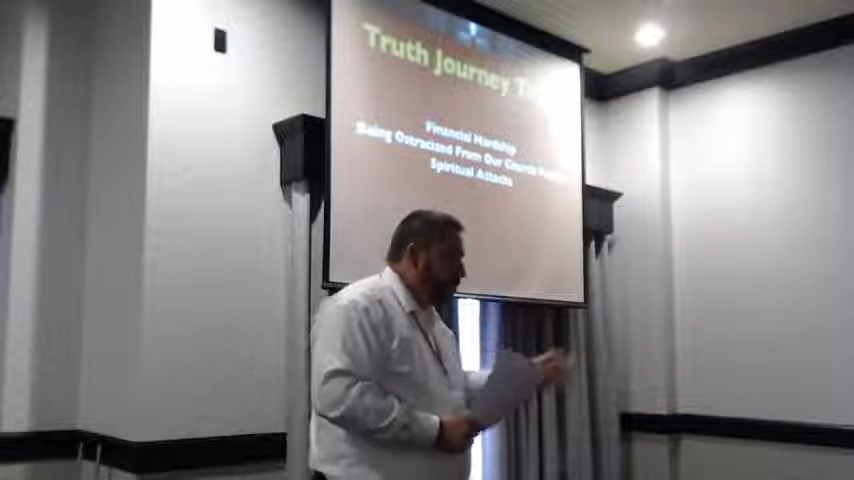 Truth Journey
Financial Hardship
Being Ostracized From Our Church
Spiritual Attacks